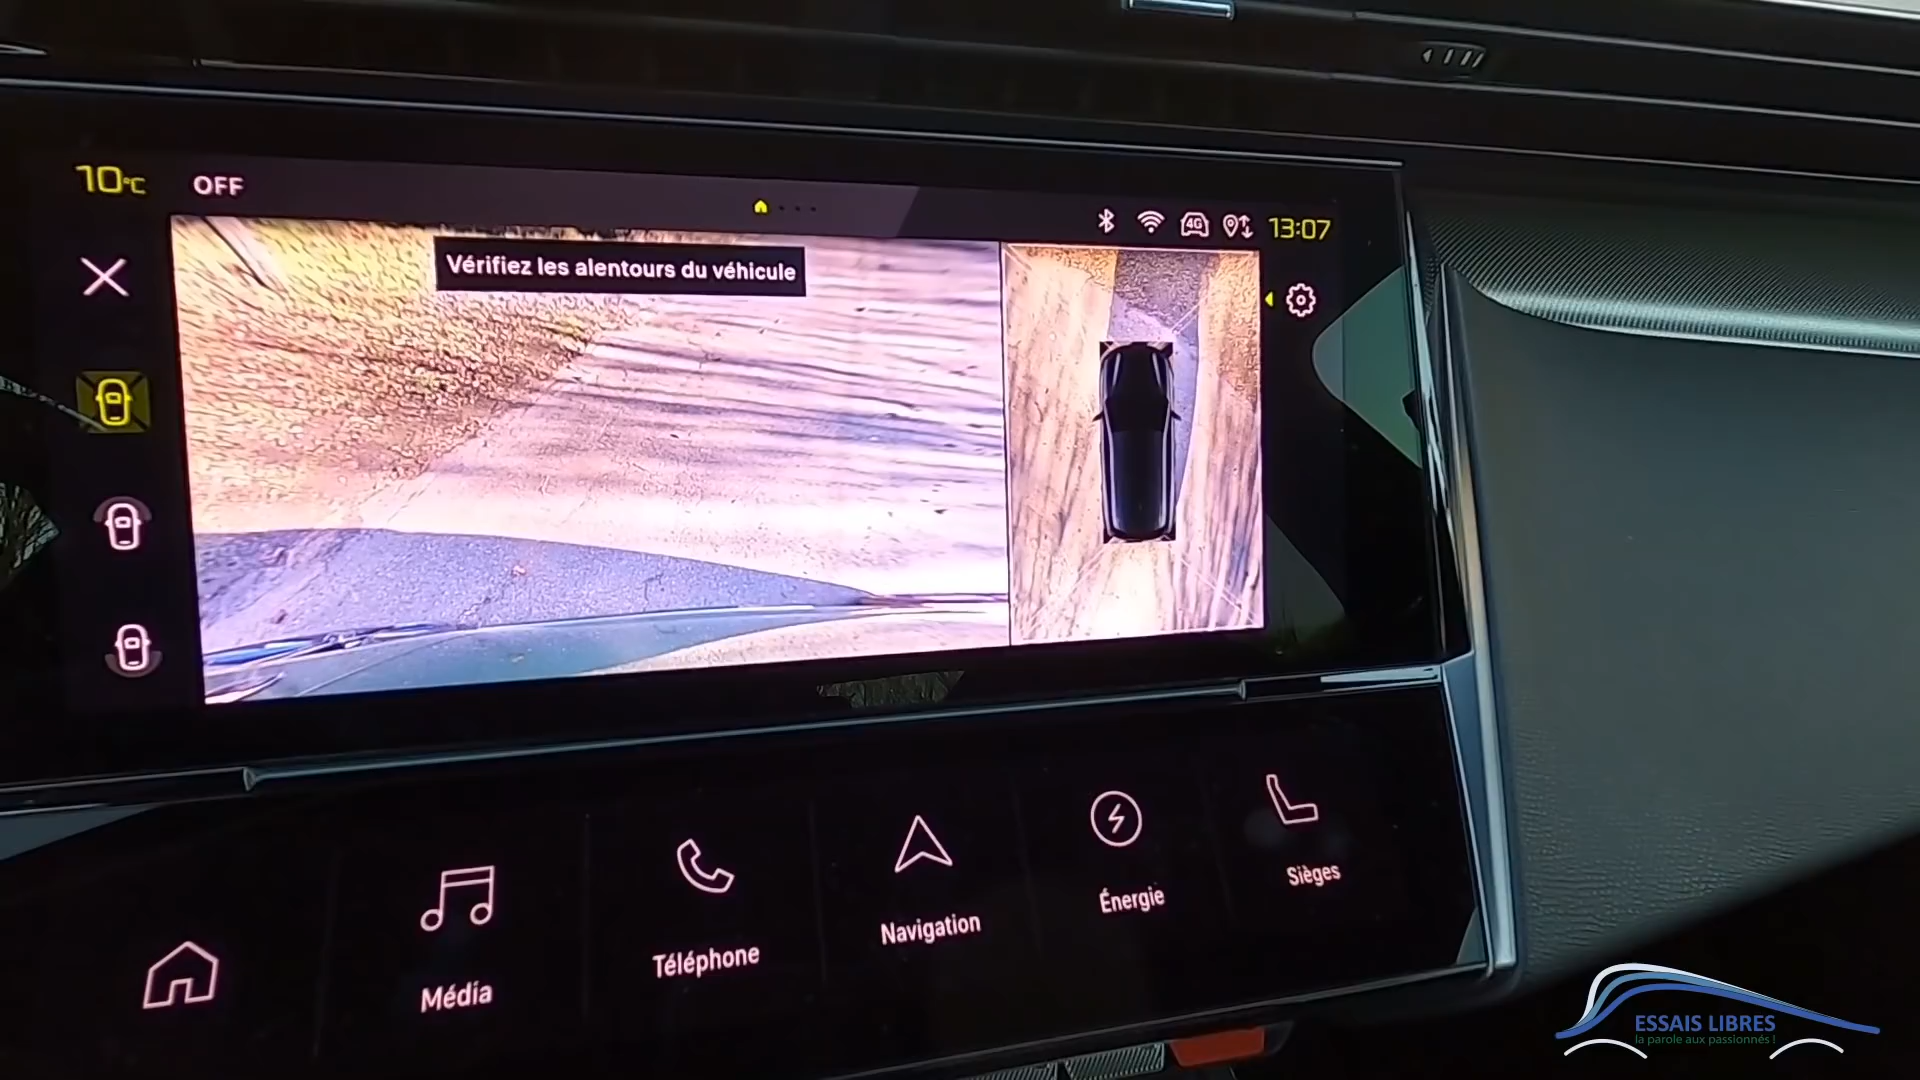 10°C OFF
4G 13:07
Vérifiez les alentours du véhicule
Média
Téléphone
Navigation
Énergie
Sièges
ESSAIS LIBRES
la parole aux passionnés !